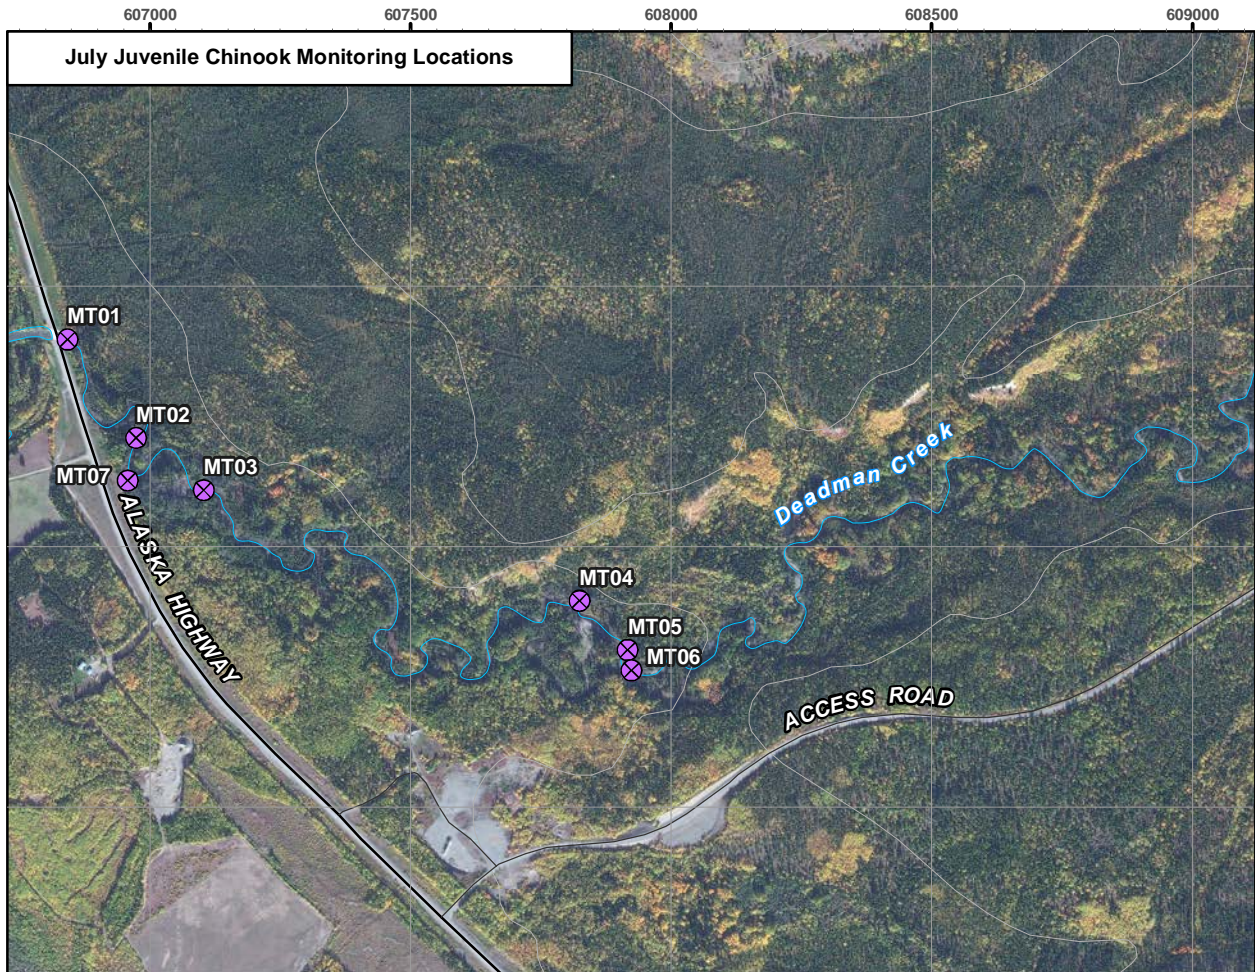 607000 607500 608000 608500 609000
July Juvenile Chinook Monitoring Locations
MT01
MT02
MT03
MT07
ALASKA HIGHWAY
Deadman Creek
MT04
MT05
MT06
ACCESS ROAD